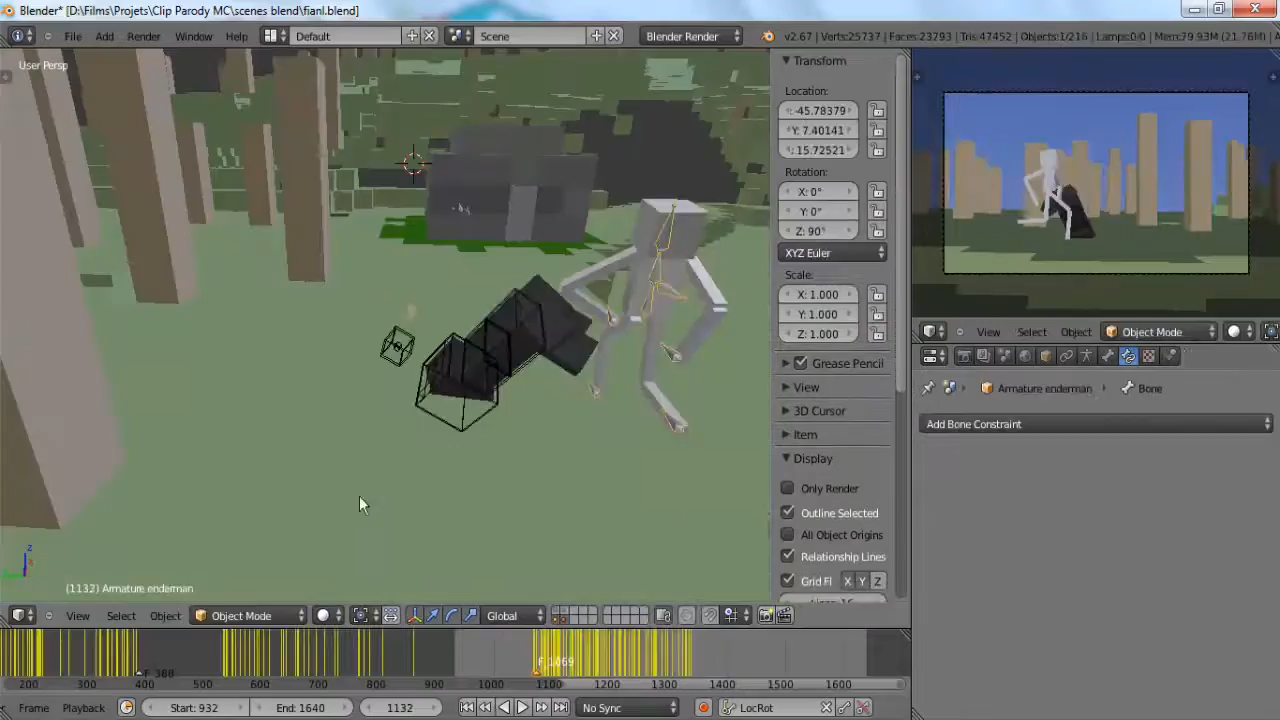 Blender* [D:\Films\Projets\Clip Parody MC\scenes blend\fianl.blend]
File Add Render Window Help Default Scene Blender Render v2.67 | Verts:25737 | Faces:23793 | Tris:47452 | Objects:1/216 | Lamps:0/0 | Mem:79.93M (21.76M) | A
User Persp
Transform
Location:
-45.78379
Y: 7.40141
15.72521
Rotation:
X: 0°
Y: 0°
Z: 90°
XYZ Euler
Scale:
X: 1.000
Y: 1.000
Z: 1.000
Grease Pencil
View
3D Cursor
Item
Display
Only Render
Outline Selected
All Object Origins
Relationship Lines
Grid Fl X Y Z
View Select Object Object Mode
Armature enderman Bone
Add Bone Constraint
z
(1132) Armature enderman
View Select Object Object Mode Global
F 388
F 1069
200 300 400 500 600 700 800 900 1000 1100 1200 1300 1400 1500 1600
Frame Playback Start: 932 End: 1640 1132 No Sync LocRot